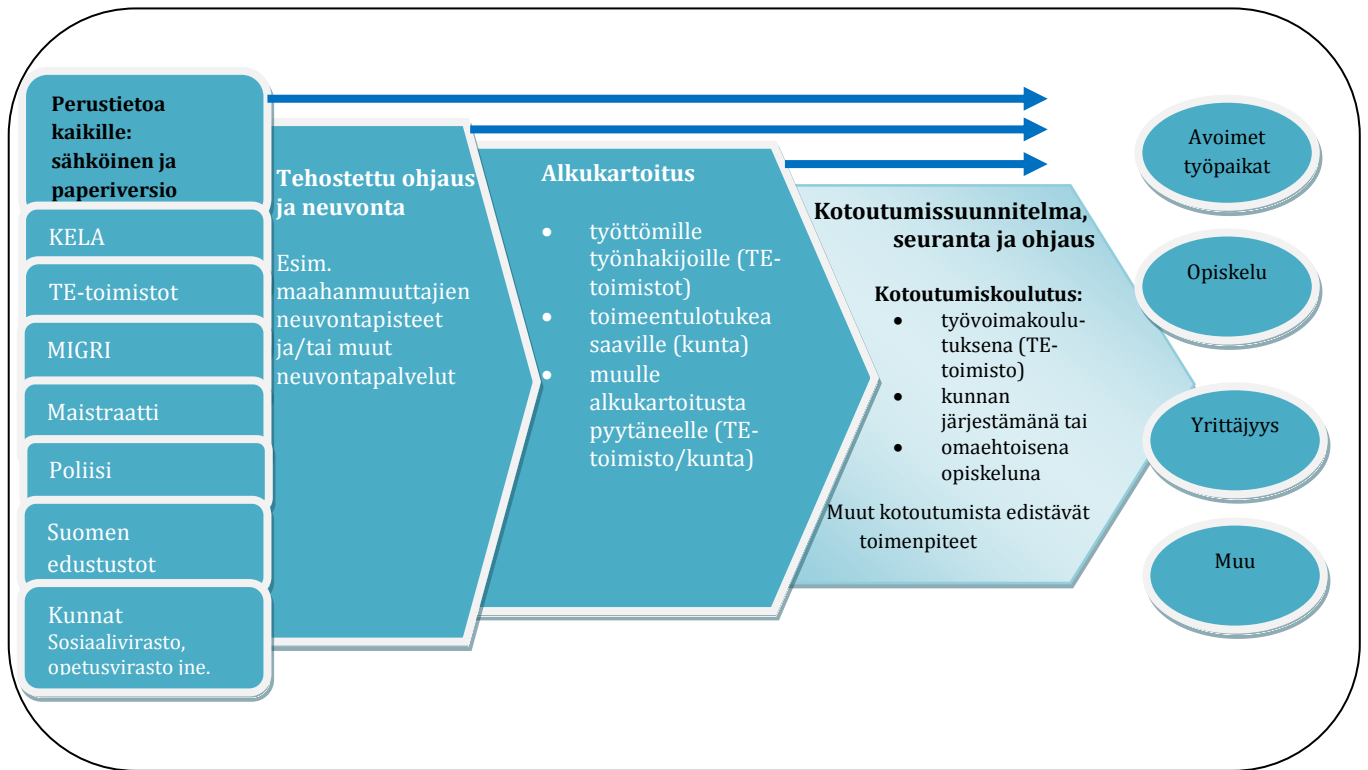 Perustietoa
kaikille:
sähköinen ja
paperiversio
KELA
TE-toimistot
MIGRI
Maistraatti
Poliisi
Suomen
edustustot
Kunnat
Sosiaalivirasto,
opetusvirasto jne.
Tehostettu ohjaus
ja neuvonta
Esim.
maahanmuuttajien
neuvontapisteet
ja/tai muut
neuvontapalvelut
Alkukartoitus
• työttömille
työnhakijoille (TE-
toimistot)
• toimeentulotukea
saaville (kunta)
• muulle
alkukartoitusta
pyytäneelle (TE-
toimisto/kunta)
Kotoutumissuunnitelma,
seuranta ja ohjaus
Kotoutumiskoulutus:
• työvoimakoulu-
tuksena (TE-
toimisto)
• kunnan
järjestämänä tai
• omaehtoisena
opiskeluna
Muut kotoutumista edistävät
toimenpiteet
Avoimet
työpaikat
Opiskelu
Yrittäjyys
Muu